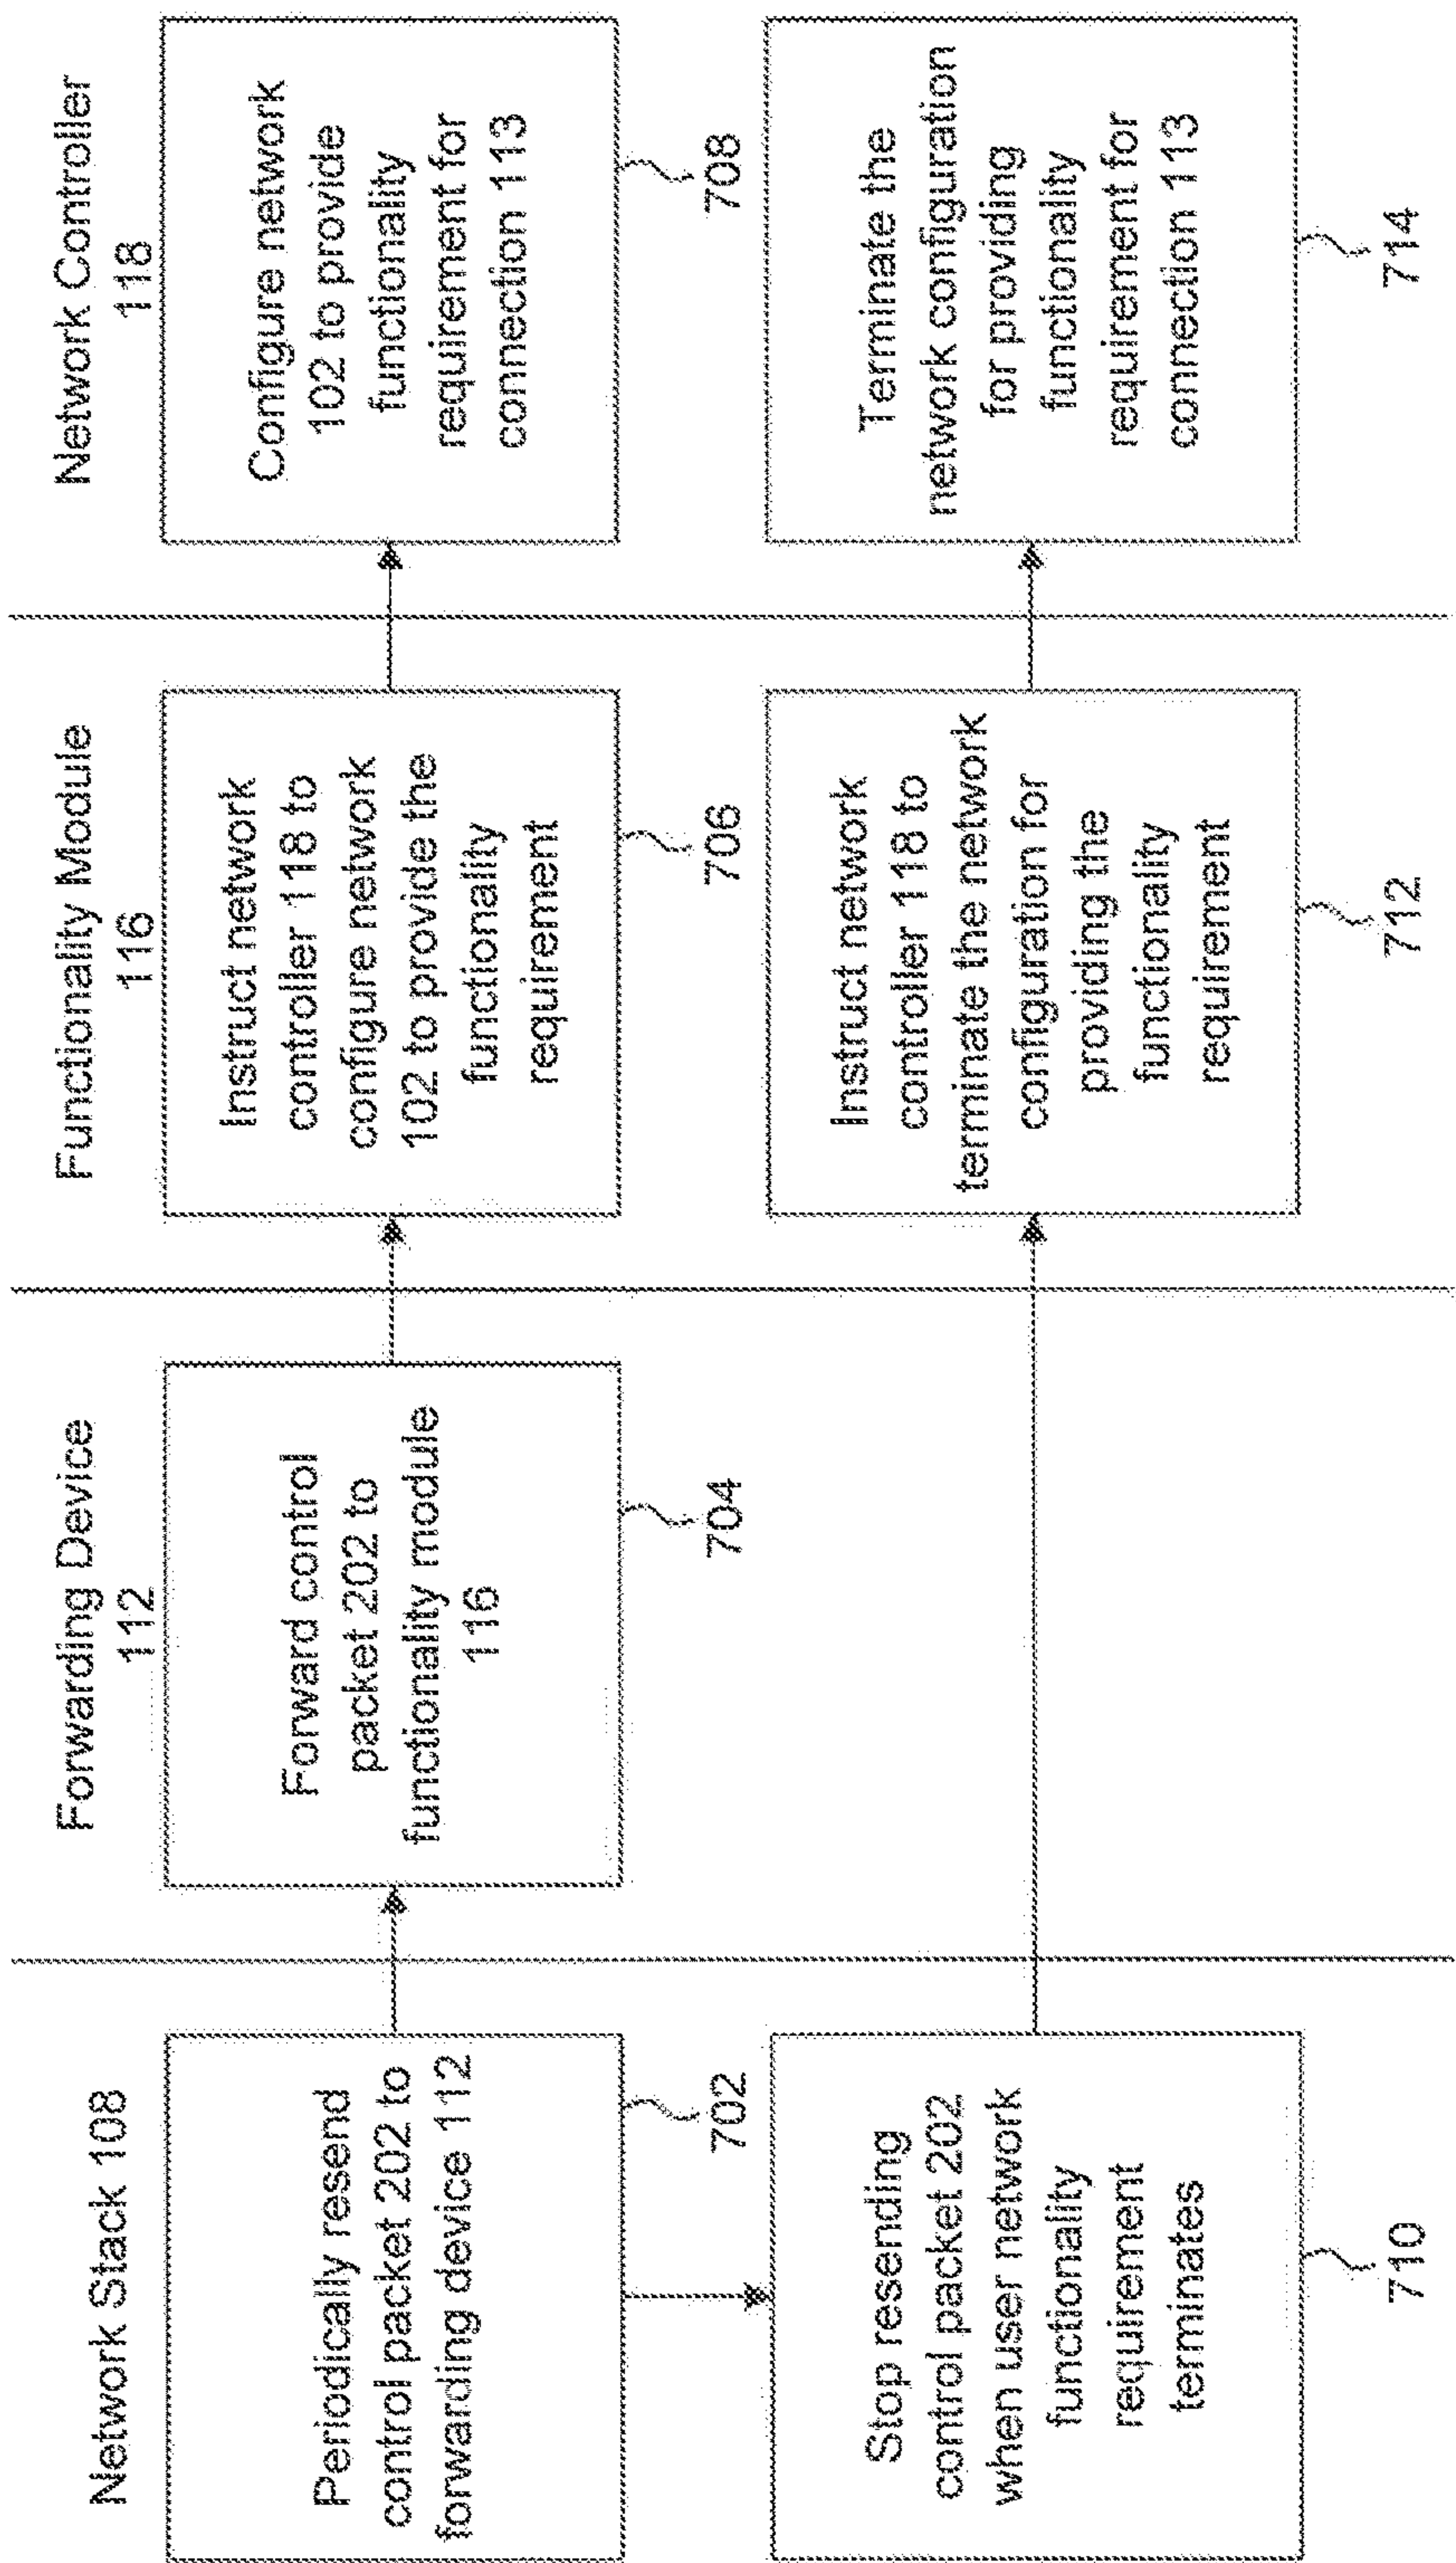 Network Stack 108
Periodically resend
control packet 202 to
forwarding device 112
702
Stop resending
control packet 202
when user network
functionality
requirement
terminates
710
Forwarding Device
112
Forward control
packet 202 to
functionality module
116
704
Functionality Module
116
Instruct network
controller 118 to
configure network
102 to provide the
functionality
requirement
706
Instruct network
controller 118 to
terminate the network
configuration for
providing the
functionality
requirement
712
Network Controller
118
Configure network
102 to provide
functionality
requirement for
connection 113
708
Terminate the
network configuration
for providing
functionality
requirement for
connection 113
714